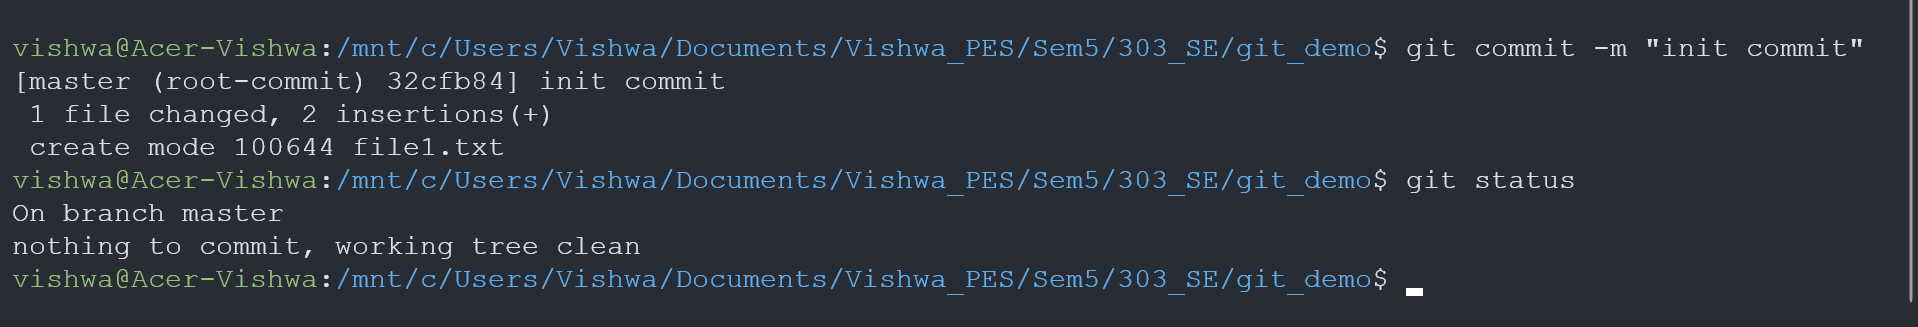 vishwa@Acer-Vishwa:/mnt/c/Users/Vishwa/Documents/Vishwa_PES/Sem5/303_SE/git_demo$ git commit -m "init commit"
[master (root-commit) 32cfb84] init commit
 1 file changed, 2 insertions(+)
 create mode 100644 file1.txt
vishwa@Acer-Vishwa:/mnt/c/Users/Vishwa/Documents/Vishwa_PES/Sem5/303_SE/git_demo$ git status
On branch master
nothing to commit, working tree clean
vishwa@Acer-Vishwa:/mnt/c/Users/Vishwa/Documents/Vishwa_PES/Sem5/303_SE/git_demo$